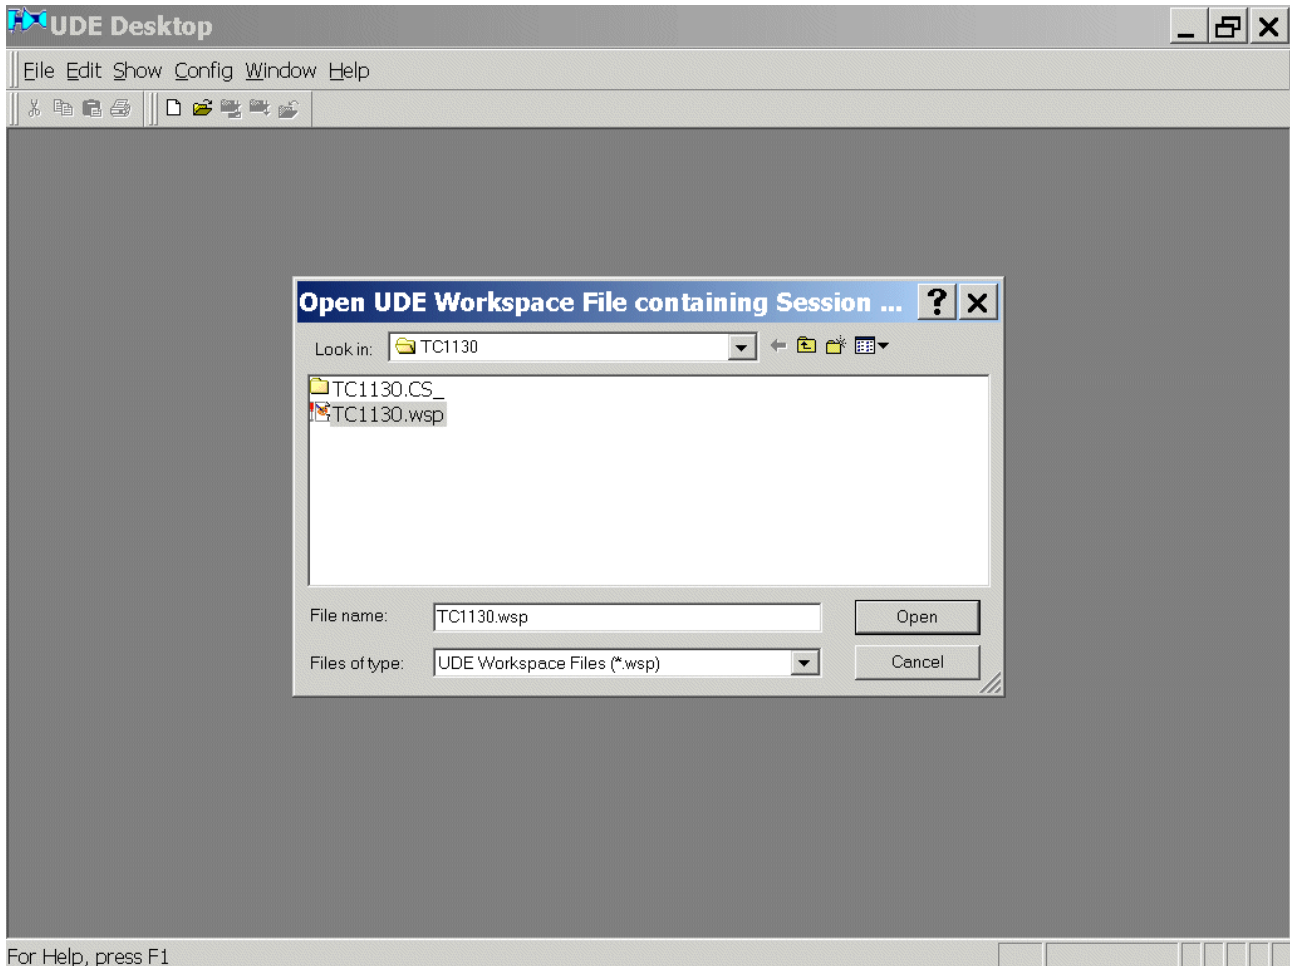 UDE Desktop
File Edit Show Config Window Help
Open UDE Workspace File containing Session ...
Look in: TC1130
TC1130.CS_
TC1130.wsp
File name: TC1130.wsp Open
Files of type: UDE Workspace Files (*.wsp) Cancel
For Help, press F1